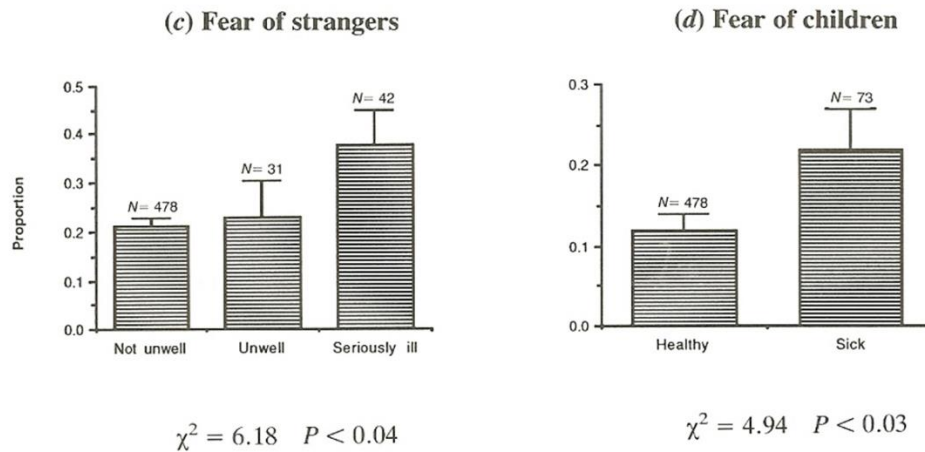 (c) Fear of strangers
Proportion
0.5
0.4
0.3
0.2
0.1
0.0
N= 478
N= 31
N= 42
Not unwell
Unwell
Seriously ill
χ² = 6.18 P < 0.04
(d) Fear of children
0.3
0.2
0.1
0.0
N= 478
N= 73
Healthy
Sick
χ² = 4.94 P < 0.03